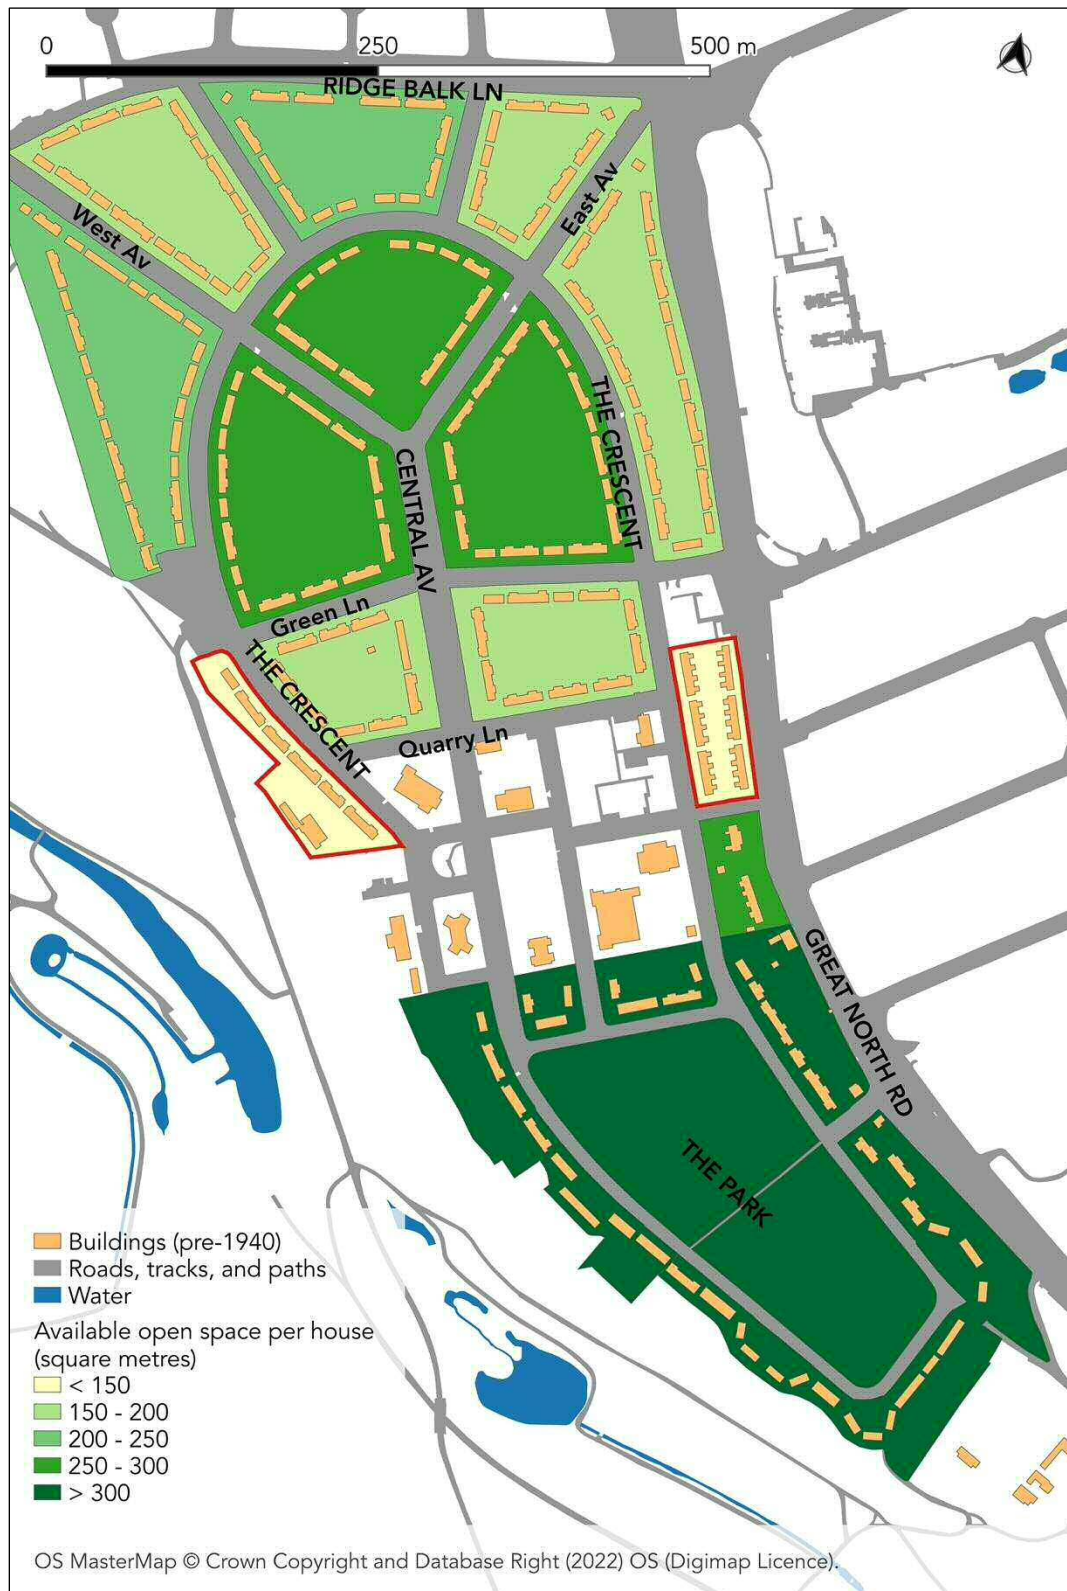 0 250 500 m
RIDGE BALK LN
East Av
West Av
THE CRESCENT
CENTRAL AV
Green Ln
THE CRESCENT
Quarry Ln
GREAT NORTH RD
THE PARK
Buildings (pre-1940)
Roads, tracks, and paths
Water
Available open space per house
(square metres)
< 150
150 - 200
200 - 250
250 - 300
> 300
OS MasterMap © Crown Copyright and Database Right (2022) OS (Digimap Licence).